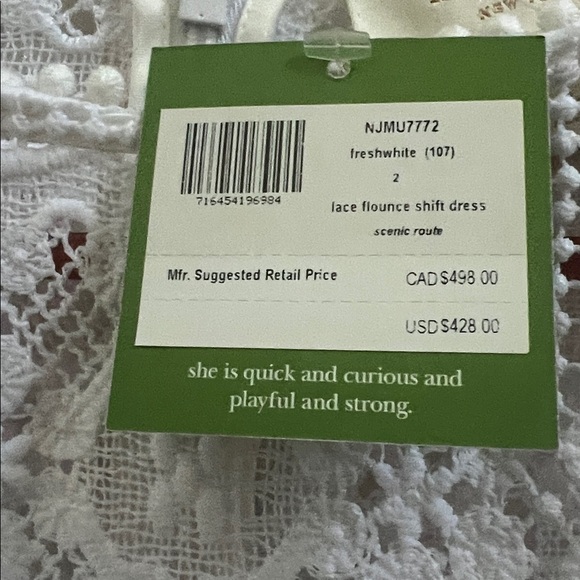 NEW
NJMU7772
freshwhite (107)
2
716454196984
lace flounce shift dress
scenic route
Mfr. Suggested Retail Price CAD$498 00
USD$428 00
she is quick and curious and
playful and strong.